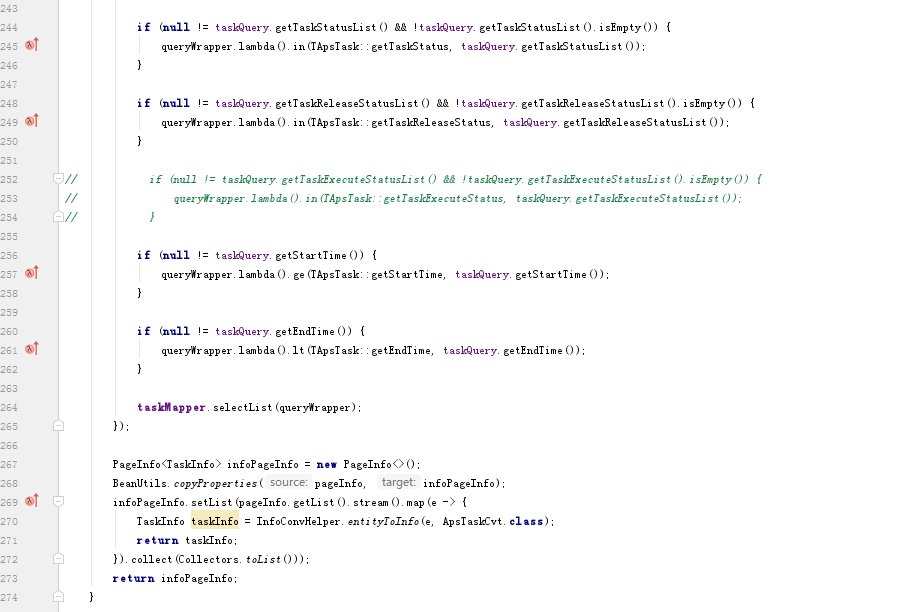 243
244 if (null != taskQuery.getTaskStatusList() && !taskQuery.getTaskStatusList().isEmpty()) {
245 queryWrapper.lambda().in(TApsTask::getTaskStatus, taskQuery.getTaskStatusList());
246 }
247
248 if (null != taskQuery.getTaskReleaseStatusList() && !taskQuery.getTaskReleaseStatusList().isEmpty()) {
249 queryWrapper.lambda().in(TApsTask::getTaskReleaseStatus, taskQuery.getTaskReleaseStatusList());
250 }
251
252 // if (null != taskQuery.getTaskExecuteStatusList() && !taskQuery.getTaskExecuteStatusList().isEmpty()) {
253 // queryWrapper.lambda().in(TApsTask::getTaskExecuteStatus, taskQuery.getTaskExecuteStatusList());
254 // }
255
256 if (null != taskQuery.getStartTime()) {
257 queryWrapper.lambda().ge(TApsTask::getStartTime, taskQuery.getStartTime());
258 }
259
260 if (null != taskQuery.getEndTime()) {
261 queryWrapper.lambda().lt(TApsTask::getEndTime, taskQuery.getEndTime());
262 }
263
264 taskMapper.selectList(queryWrapper);
265 });
266
267 PageInfo<TaskInfo> infoPageInfo = new PageInfo<>();
268 BeanUtils.copyProperties( source: pageInfo, target: infoPageInfo);
269 infoPageInfo.setList(pageInfo.getList().stream().map(e -> {
270 TaskInfo taskInfo = InfoConvHelper.entityToInfo(e, ApsTaskCvt.class);
271 return taskInfo;
272 }).collect(Collectors.toList()));
273 return infoPageInfo;
274 }